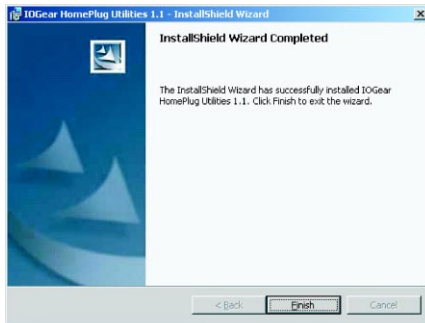 IOGear HomePlug Utilities 1.1 - InstallShield Wizard
InstallShield Wizard Completed
The InstallShield Wizard has successfully installed IOGear
HomePlug Utilities 1.1. Click Finish to exit the wizard.
< Back
Finish
Cancel